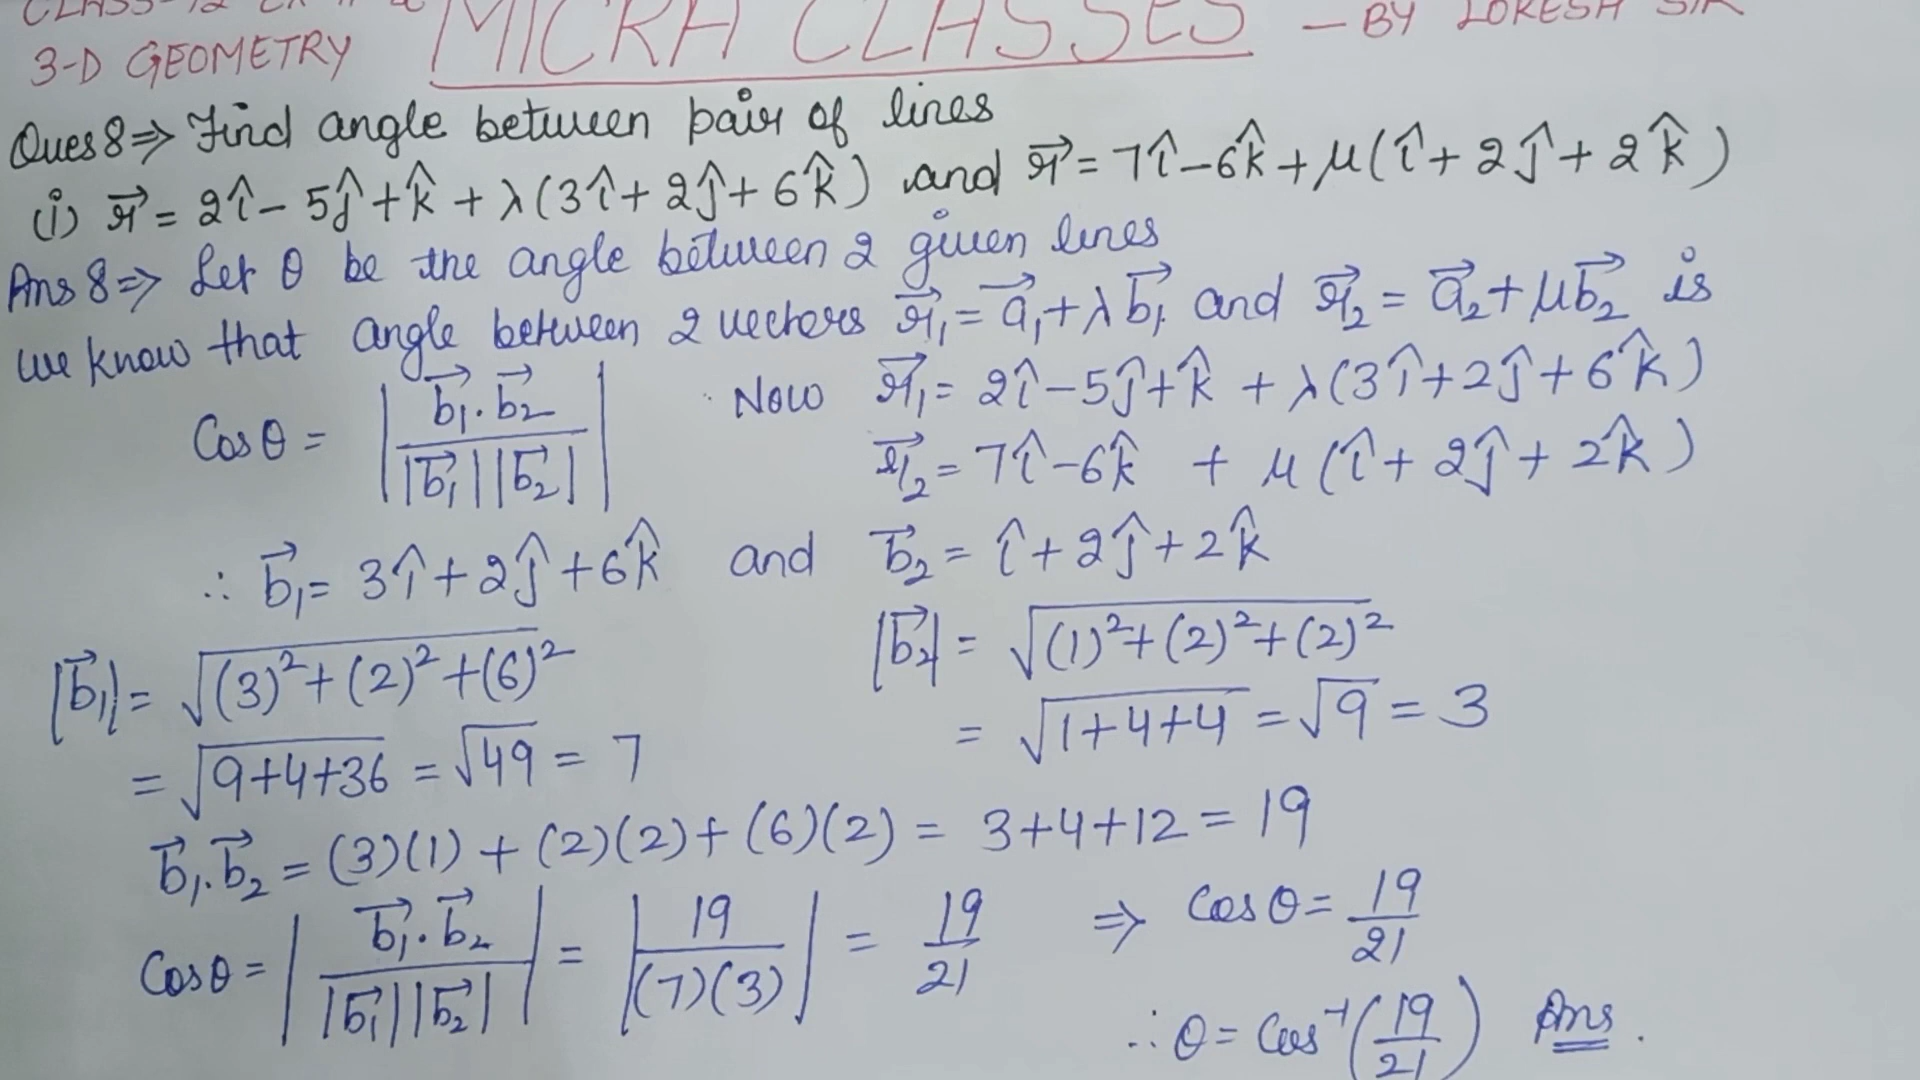 3-D GEOMETRY MICRA CLASSES - BY LOKESH SIR
Ques 8 ⇒ Find angle between pair of lines
(i) r⃗ = 2î - 5ĵ + k̂ + λ(3î + 2ĵ + 6k̂) and r⃗ = 7î - 6k̂ + μ(î + 2ĵ + 2k̂)
Ans 8 ⇒ Let θ be the angle between 2 given lines
we know that angle between 2 vectors r⃗₁ = a⃗₁ + λb⃗₁ and r⃗₂ = a⃗₂ + μb⃗₂ is
Cos θ = | b⃗₁.b⃗₂ / |b⃗₁||b⃗₂| | Now r⃗₁ = 2î - 5ĵ + k̂ + λ(3î + 2ĵ + 6k̂)
r⃗₂ = 7î - 6k̂ + μ(î + 2ĵ + 2k̂)
∴ b⃗₁ = 3î + 2ĵ + 6k̂ and b⃗₂ = î + 2ĵ + 2k̂
|b⃗₁| = √(3)² + (2)² + (6)² |b⃗₂| = √(1)² + (2)² + (2)²
= √9+4+36 = √49 = 7 = √1+4+4 = √9 = 3
b⃗₁.b⃗₂ = (3)(1) + (2)(2) + (6)(2) = 3+4+12 = 19
Cos θ = | b⃗₁.b⃗₂ / |b⃗₁||b⃗₂| | = | 19 / (7)(3) | = 19/21 ⇒ Cos θ = 19/21
∴ θ = Cos⁻¹(19/21) Ans.